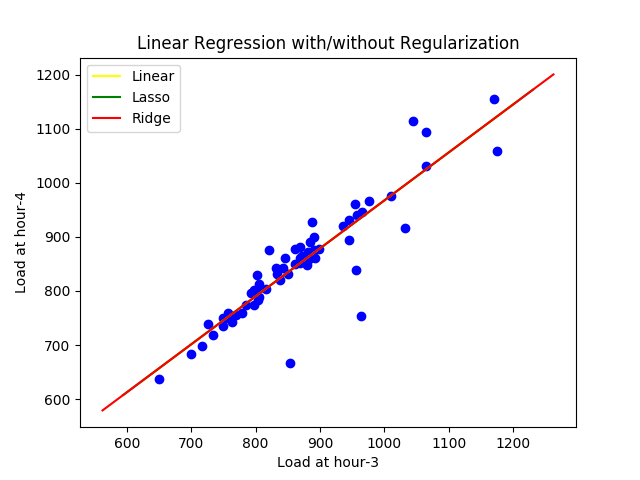 Linear Regression with/without Regularization
Linear
Lasso
Ridge
1200
1100
1000
900
800
700
600
Load at hour-4
600 700 800 900 1000 1100 1200
Load at hour-3